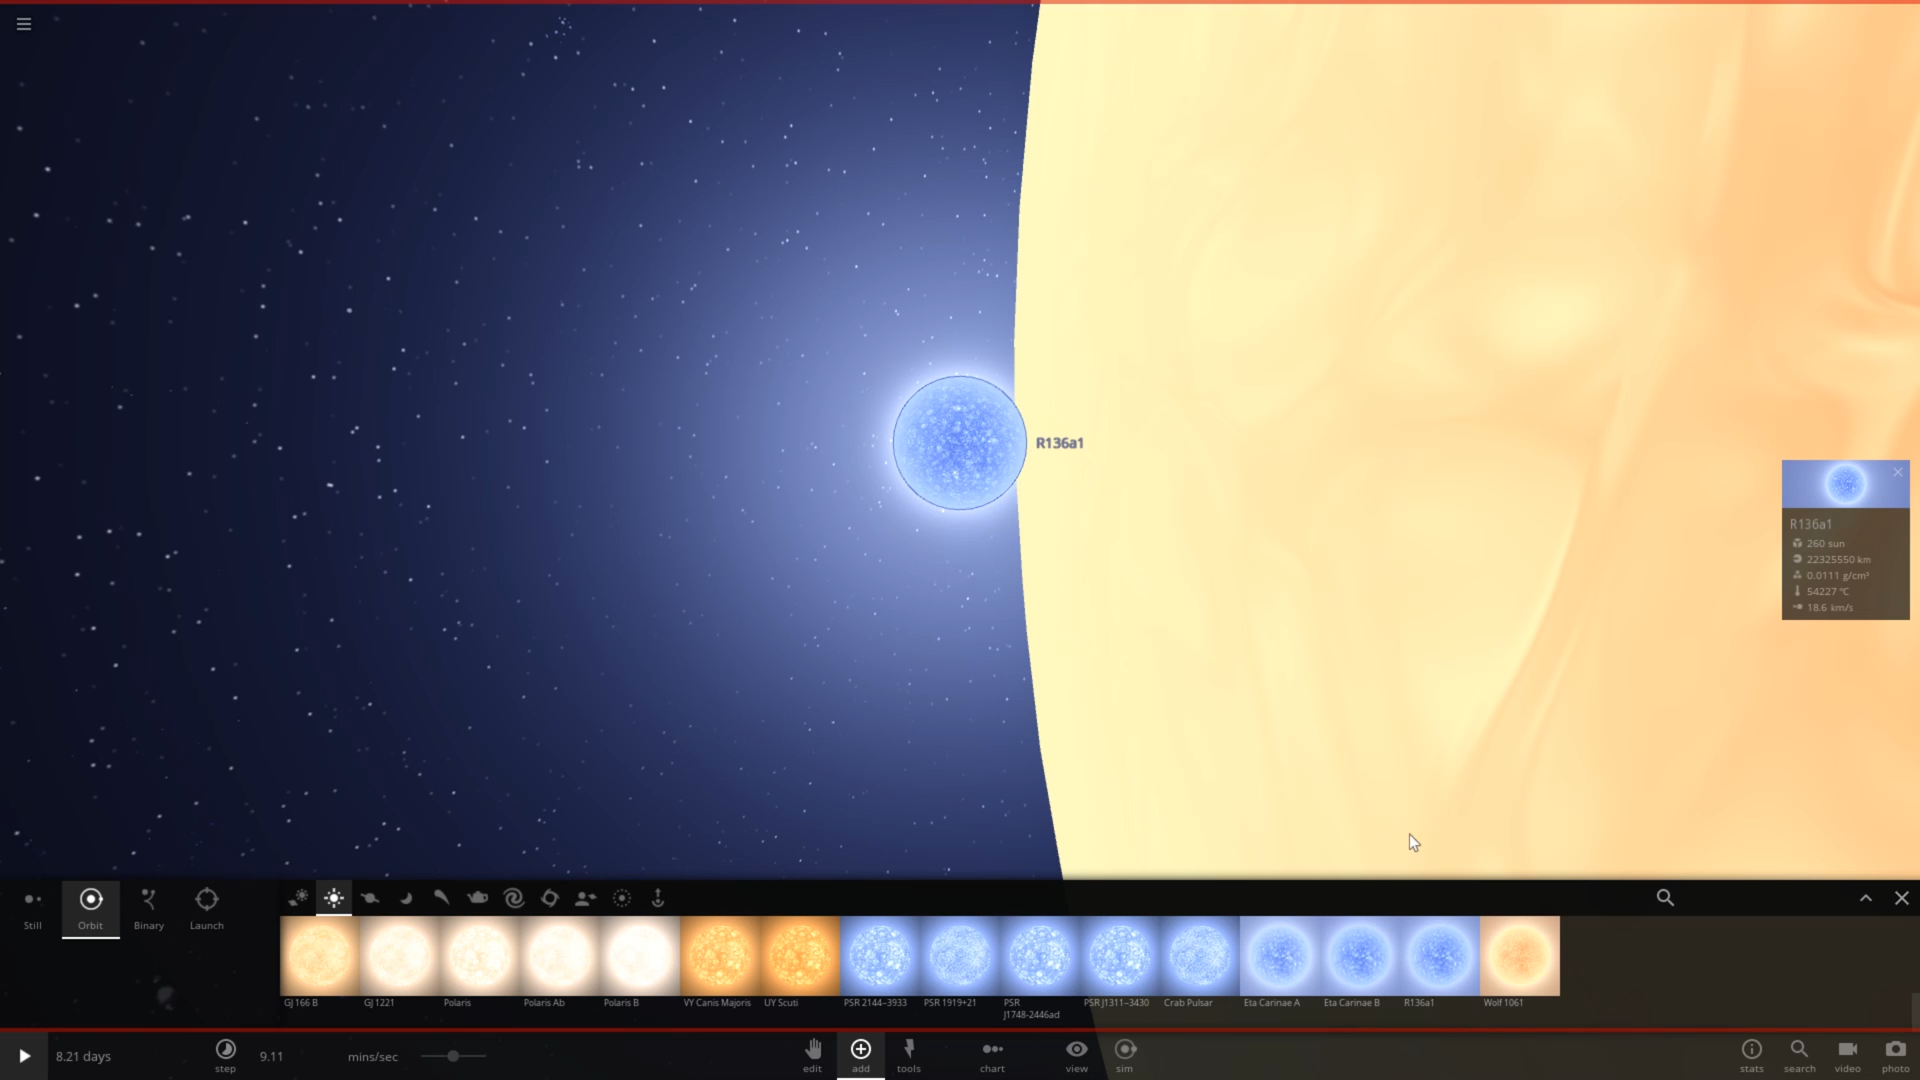 R136a1
R136a1
260 sun
22325550 km
0.0111 g/cm³
54227 °C
18.6 km/s
Still
Orbit
Binary
Launch
GJ 166 B
GJ 1221
Polaris
Polaris Ab
Polaris B
VY Canis Majoris
UY Scuti
PSR 2144−3933
PSR 1919+21
PSR
J1748-2446ad
PSR J1311−3430
Crab Pulsar
Eta Carinae A
Eta Carinae B
R136a1
Wolf 1061
8.21 days
step
9.11
mins/sec
edit
add
tools
chart
view
sim
stats
search
video
photo